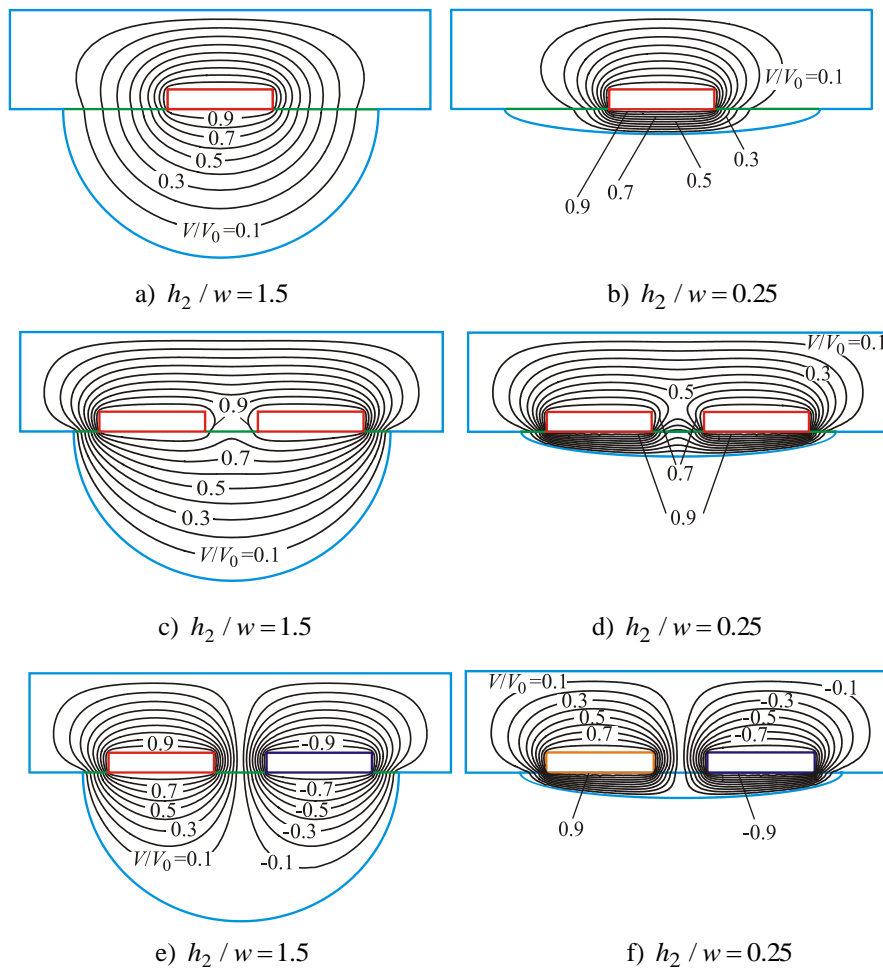 V/V₀=0.1
0.9
0.7
0.5
0.3
V/V₀=0.1
0.3
0.5
0.7
0.9
a) h₂ / w = 1.5
b) h₂ / w = 0.25
0.9
0.7
0.5
0.3
V/V₀=0.1
V/V₀=0.1
0.3
0.5
0.7
0.9
c) h₂ / w = 1.5
d) h₂ / w = 0.25
0.9
-0.9
0.7
-0.7
0.5
-0.5
0.3
-0.3
V/V₀=0.1
-0.1
V/V₀=0.1
-0.1
0.3
-0.3
0.5
-0.5
0.7
-0.7
0.9
-0.9
e) h₂ / w = 1.5
f) h₂ / w = 0.25